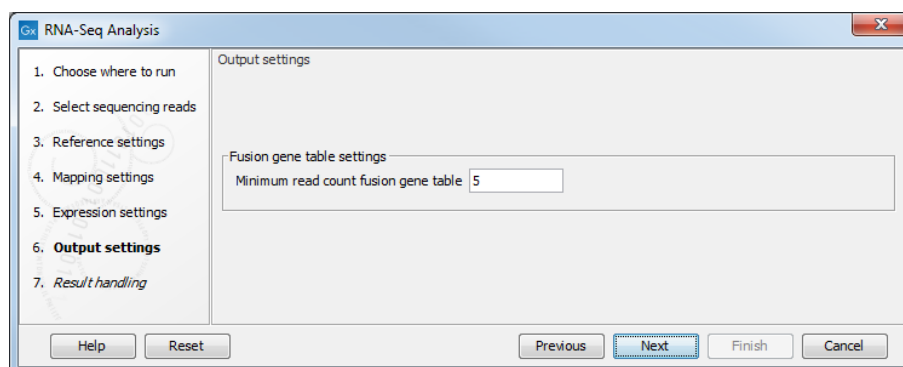 Gx RNA-Seq Analysis
1. Choose where to run
2. Select sequencing reads
3. Reference settings
4. Mapping settings
5. Expression settings
6. Output settings
7. Result handling
Output settings
Fusion gene table settings
Minimum read count fusion gene table 5
Help Reset Previous Next Finish Cancel